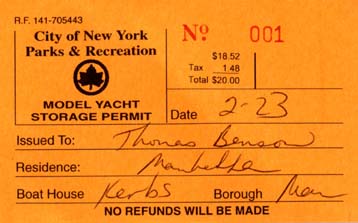 R.F. 141-705443
City of New York
Parks & Recreation
MODEL YACHT
STORAGE PERMIT
Nº 001
$18.52
Tax 1.48
Total $20.00
Date 2-23
Issued To: Thomas Benson
Residence: Manhattan
Boat House Kerbs Borough Man
NO REFUNDS WILL BE MADE